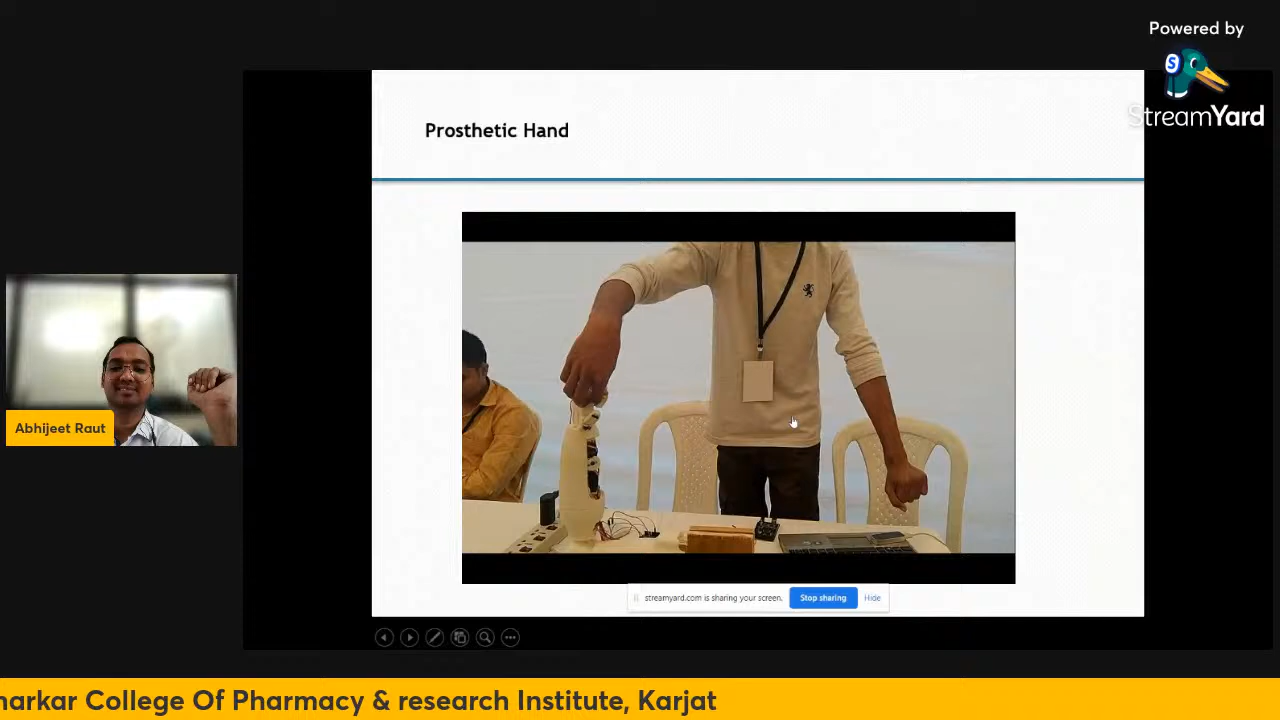 Powered by
S
StreamYard
Prosthetic Hand
Abhijeet Raut
streamyard.com is sharing your screen.
Stop sharing
Hide
harkar College Of Pharmacy & research Institute, Karjat